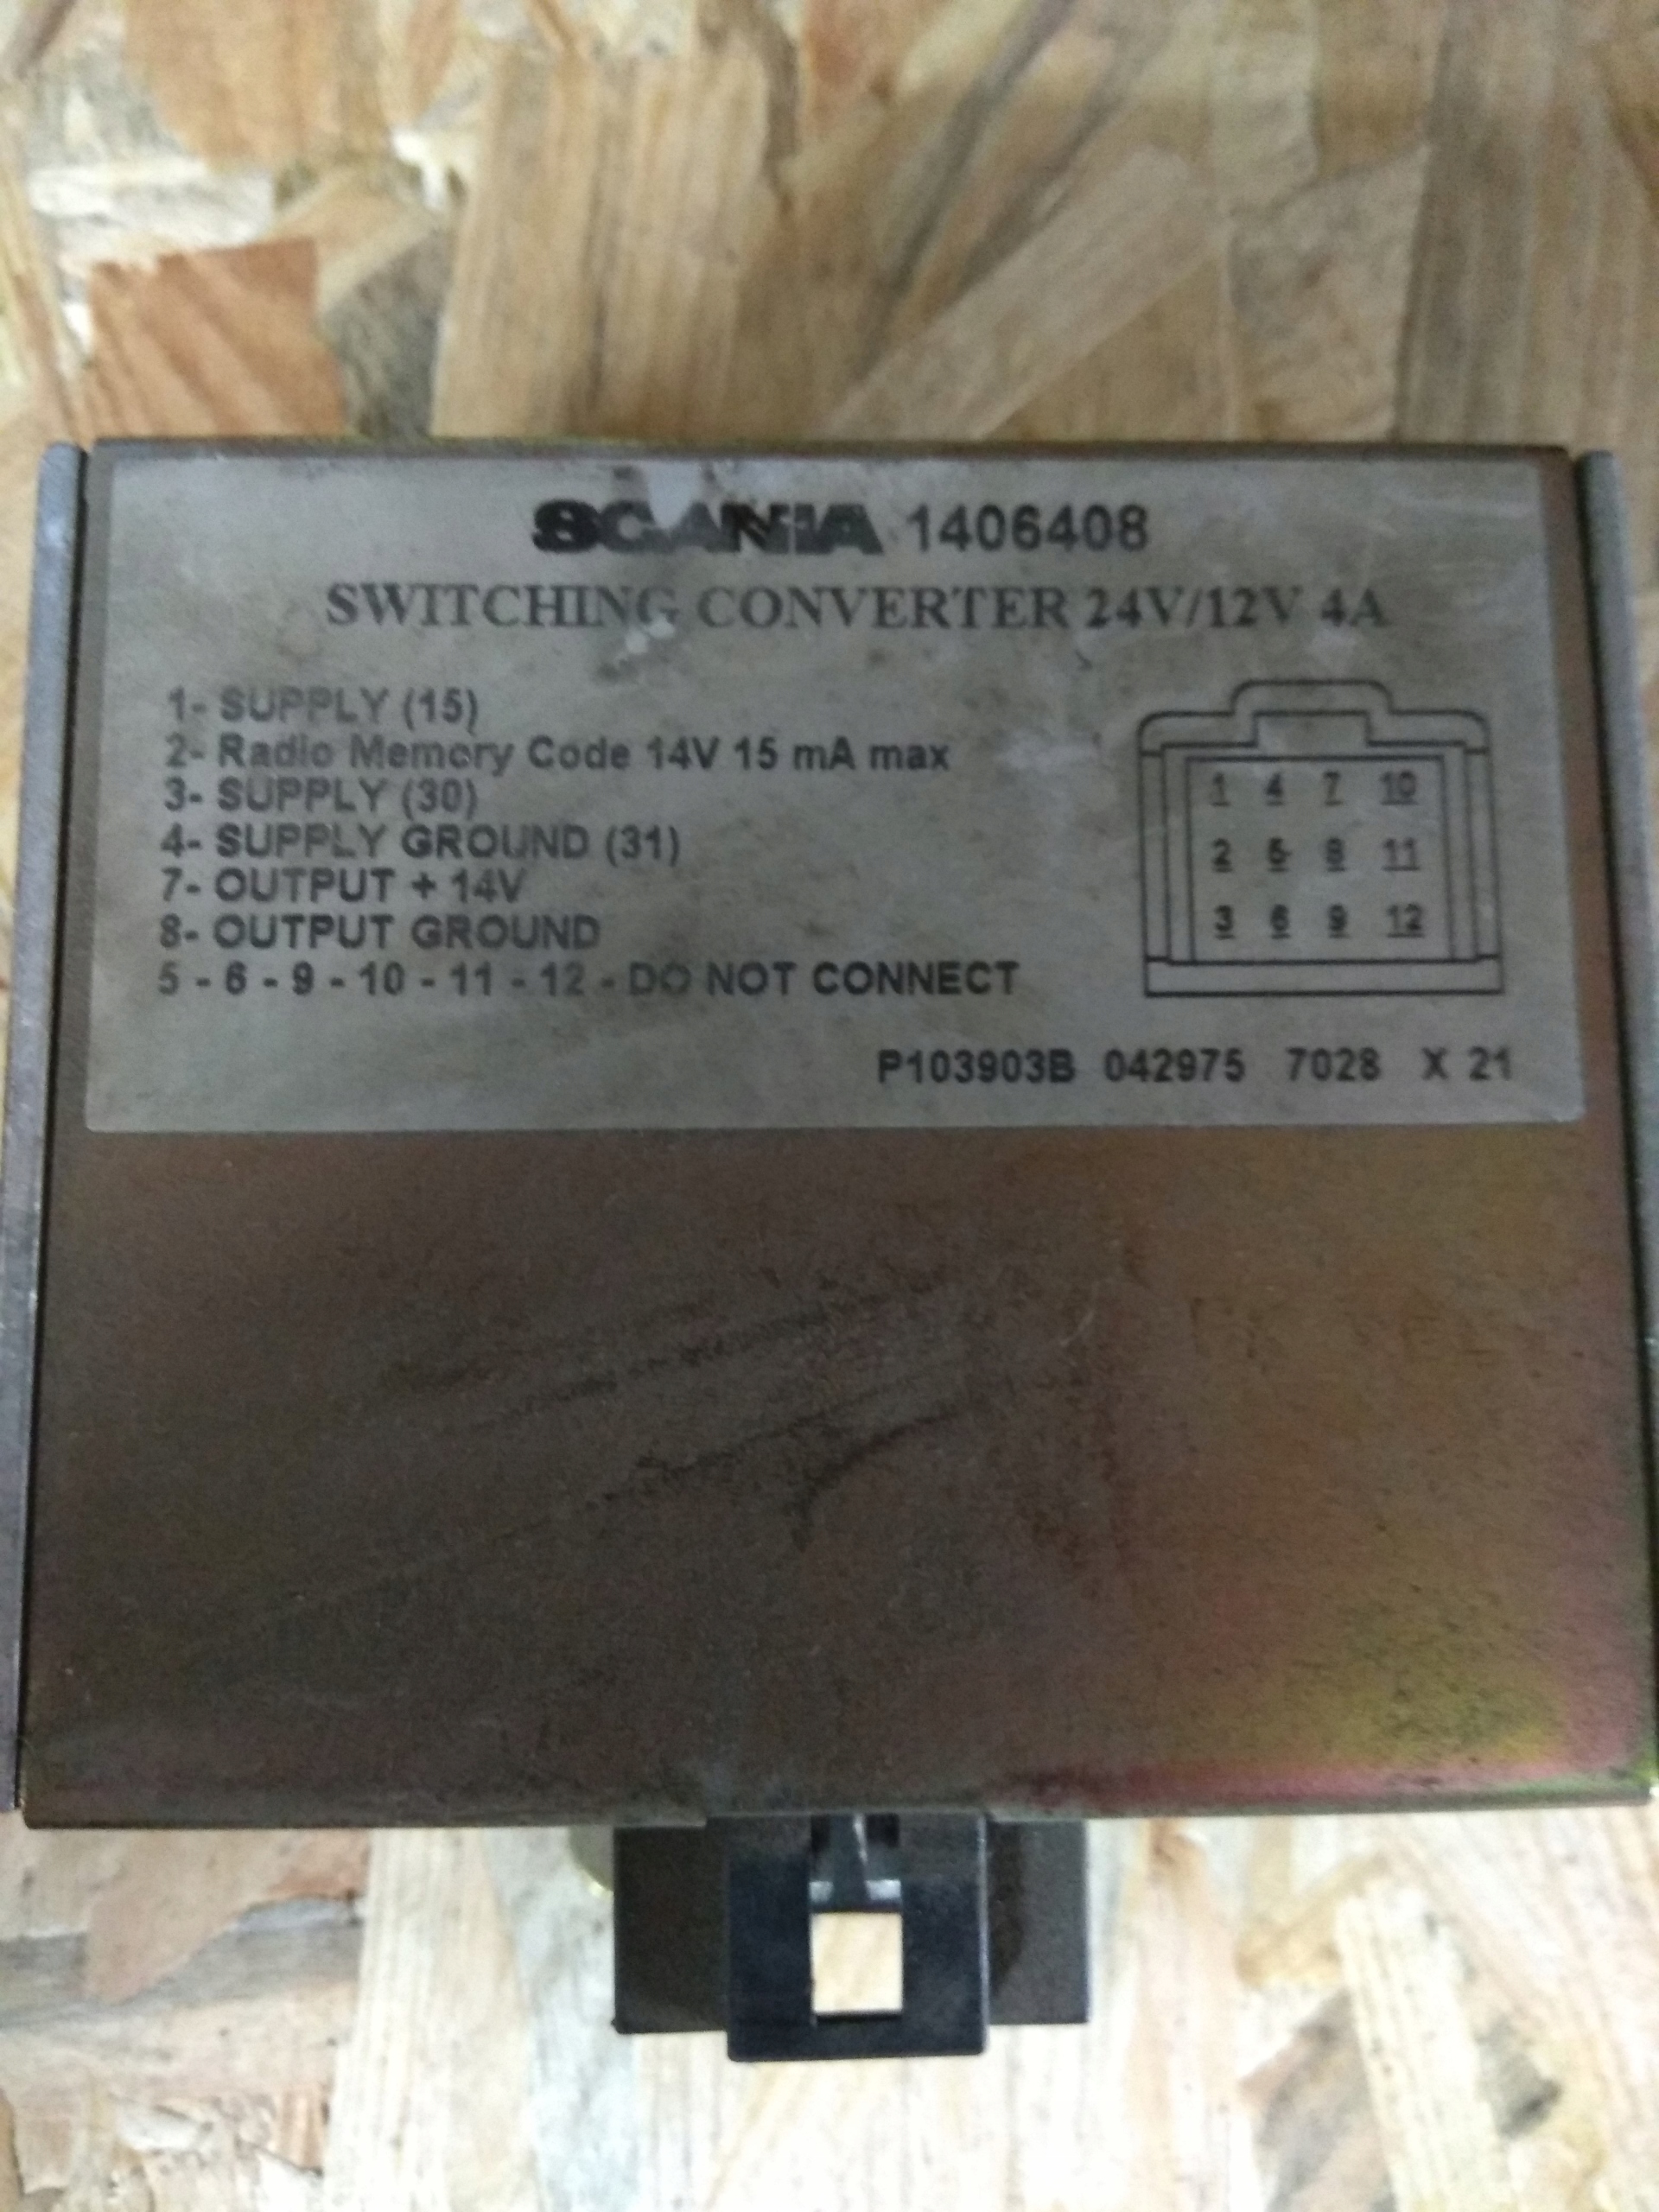 SCANIA 1406408
SWITCHING CONVERTER 24V/12V 4A
1- SUPPLY (15)
2- Radio Memory Code 14V 15 mA max
3- SUPPLY (30)
4- SUPPLY GROUND (31)
7- OUTPUT + 14V
8- OUTPUT GROUND
5 - 6 - 9 - 10 - 11 - 12 - DO NOT CONNECT
1 4 7 10
2 5 8 11
3 6 9 12
P103903B 042975 7028 X 21